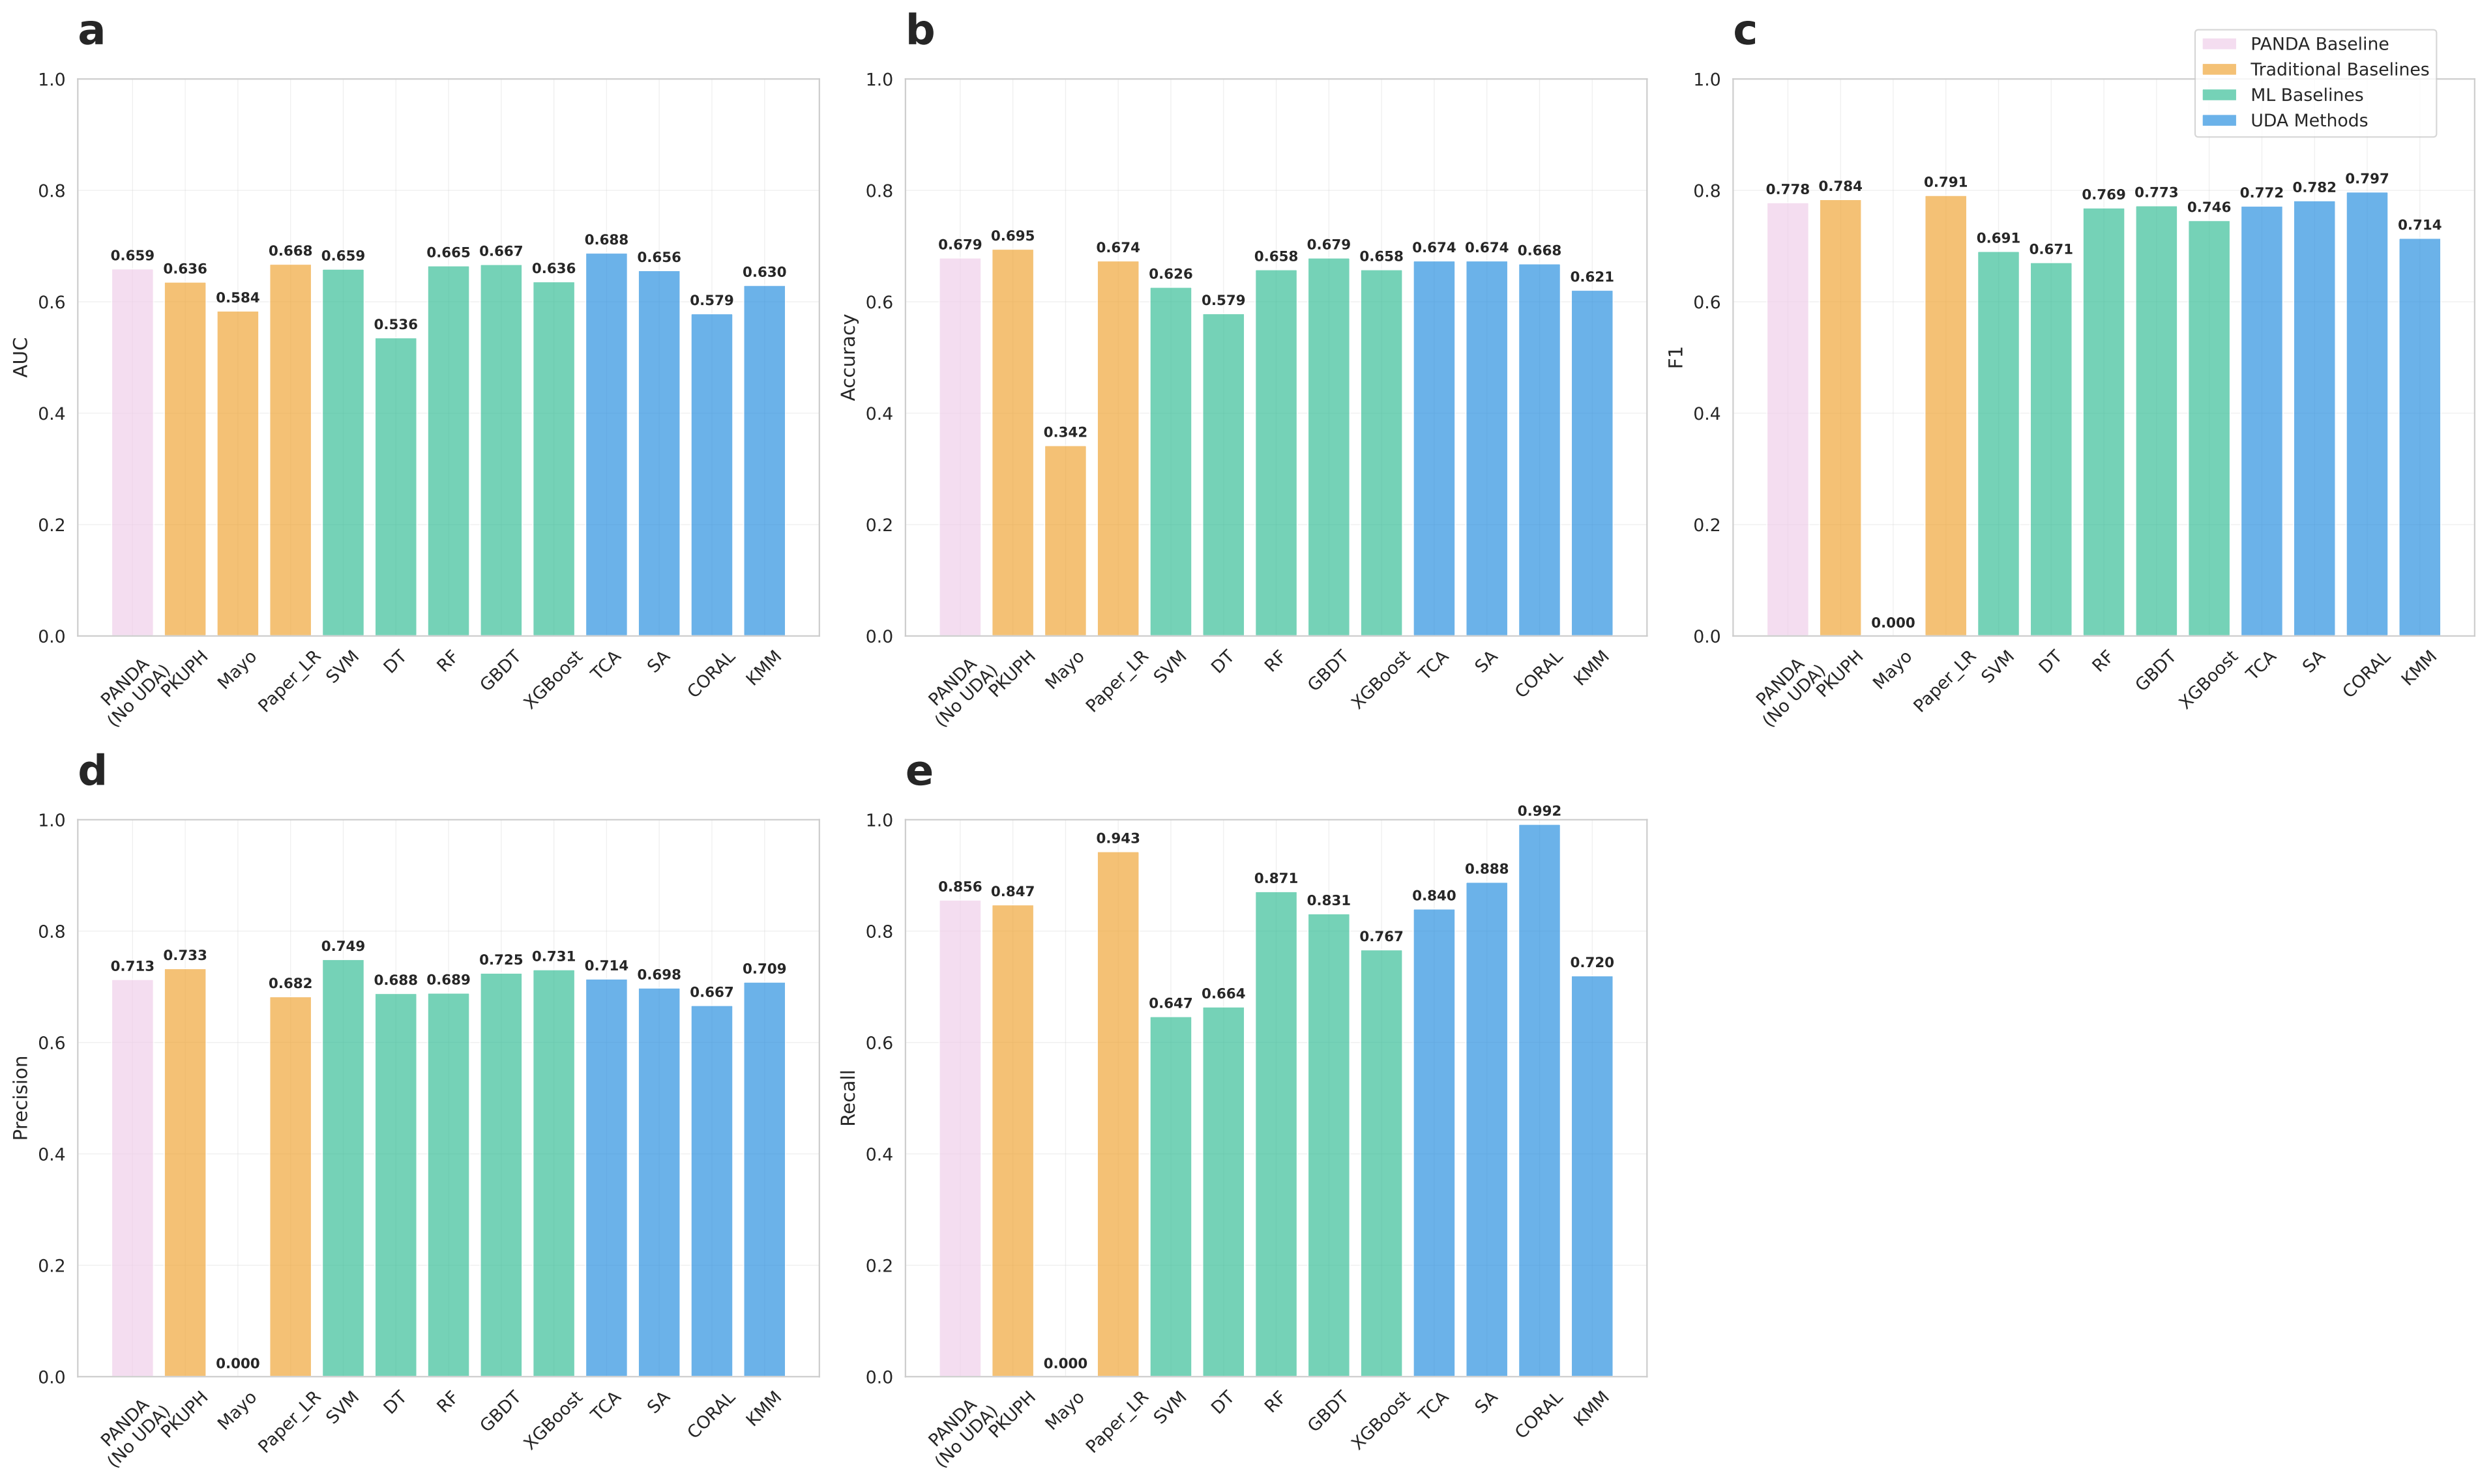 a
AUC
1.0
0.8
0.6
0.4
0.2
0.0
0.659
0.636
0.584
0.668
0.659
0.536
0.665
0.667
0.636
0.688
0.656
0.579
0.630
PANDA
(No UDA)
PKUPH
Mayo
Paper_LR
SVM
DT
RF
GBDT
XGBoost
TCA
SA
CORAL
KMM
b
Accuracy
1.0
0.8
0.6
0.4
0.2
0.0
0.679
0.695
0.342
0.674
0.626
0.579
0.658
0.679
0.658
0.674
0.674
0.668
0.621
PANDA
(No UDA)
PKUPH
Mayo
Paper_LR
SVM
DT
RF
GBDT
XGBoost
TCA
SA
CORAL
KMM
c
PANDA Baseline
Traditional Baselines
ML Baselines
UDA Methods
F1
1.0
0.8
0.6
0.4
0.2
0.0
0.778
0.784
0.000
0.791
0.691
0.671
0.769
0.773
0.746
0.772
0.782
0.797
0.714
PANDA
(No UDA)
PKUPH
Mayo
Paper_LR
SVM
DT
RF
GBDT
XGBoost
TCA
SA
CORAL
KMM
d
Precision
1.0
0.8
0.6
0.4
0.2
0.0
0.713
0.733
0.000
0.682
0.749
0.688
0.689
0.725
0.731
0.714
0.698
0.667
0.709
PANDA
(No UDA)
PKUPH
Mayo
Paper_LR
SVM
DT
RF
GBDT
XGBoost
TCA
SA
CORAL
KMM
e
Recall
1.0
0.8
0.6
0.4
0.2
0.0
0.856
0.847
0.000
0.943
0.647
0.664
0.871
0.831
0.767
0.840
0.888
0.992
0.720
PANDA
(No UDA)
PKUPH
Mayo
Paper_LR
SVM
DT
RF
GBDT
XGBoost
TCA
SA
CORAL
KMM